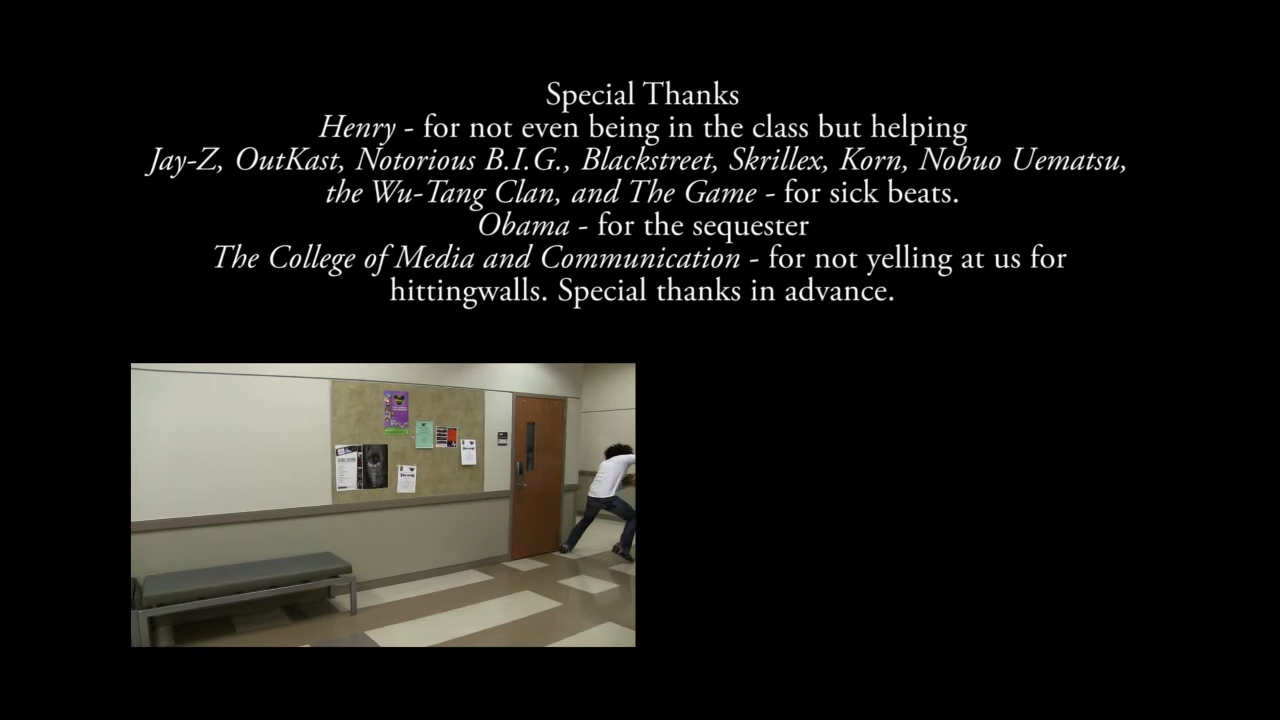 Special Thanks
Henry - for not even being in the class but helping
Jay-Z, OutKast, Notorious B.I.G., Blackstreet, Skrillex, Korn, Nobuo Uematsu,
the Wu-Tang Clan, and The Game - for sick beats.
Obama - for the sequester
The College of Media and Communication - for not yelling at us for
hittingwalls. Special thanks in advance.